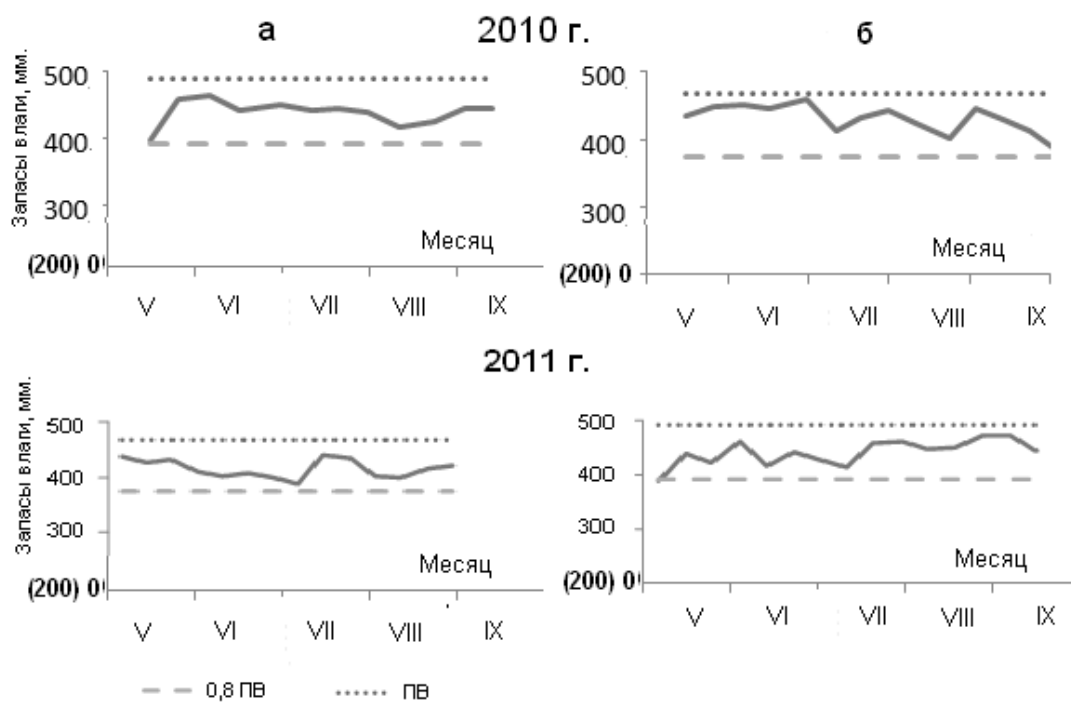 а 2010 г. б
Запасы влаги, мм.
500
400
300
(200) 0
Месяц
V VI VII VIII IX
500
400
300
(200) 0
Месяц
V VI VII VIII IX
2011 г.
Запасы влаги, мм.
500
400
300
(200) 0
Месяц
V VI VII VIII IX
500
400
300
(200) 0
Месяц
V VI VII VIII IX
0,8 ПВ ПВ